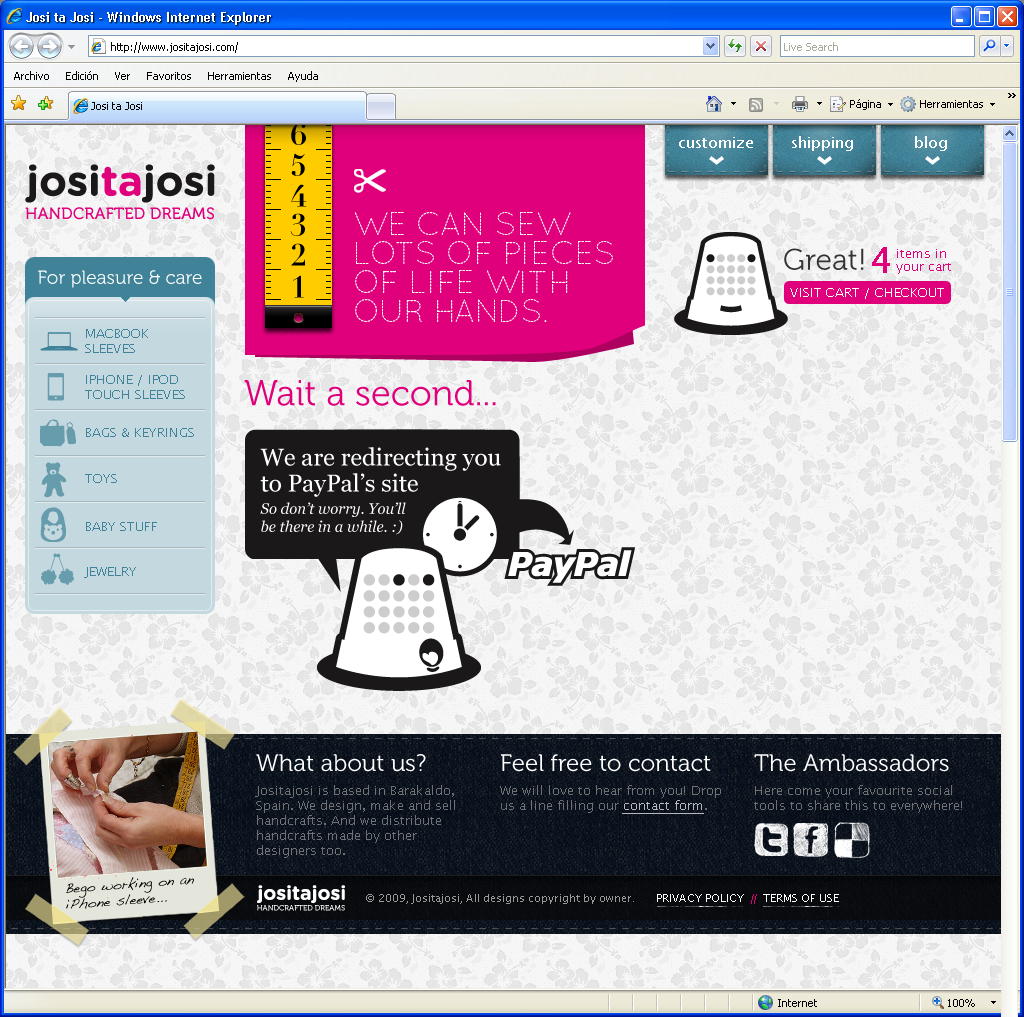 Josi ta Josi - Windows Internet Explorer
http://www.jositajosi.com/
Live Search
Archivo Edición Ver Favoritos Herramientas Ayuda
Josi ta Josi
Página Herramientas
jositajosi
HANDCRAFTED DREAMS
6
5
4
3
2
1
WE CAN SEW
LOTS OF PIECES
OF LIFE WITH
OUR HANDS.
customize shipping blog
Great! 4 items in
your cart
VISIT CART / CHECKOUT
For pleasure & care
MACBOOK
SLEEVES
IPHONE / IPOD
TOUCH SLEEVES
BAGS & KEYRINGS
TOYS
BABY STUFF
JEWELRY
Wait a second...
We are redirecting you
to PayPal's site
So don't worry. You'll
be there in a while. :)
PayPal
Bego working on an
iPhone sleeve...
What about us?
Jositajosi is based in Barakaldo,
Spain. We design, make and sell
handcrafts. And we distribute
handcrafts made by other
designers too.
Feel free to contact
We will love to hear from you! Drop
us a line filling our contact form.
The Ambassadors
Here come your favourite social
tools to share this to everywhere!
t f
jositajosi
HANDCRAFTED DREAMS
© 2009, Jositajosi, All designs copyright by owner.
PRIVACY POLICY // TERMS OF USE
Internet 100%